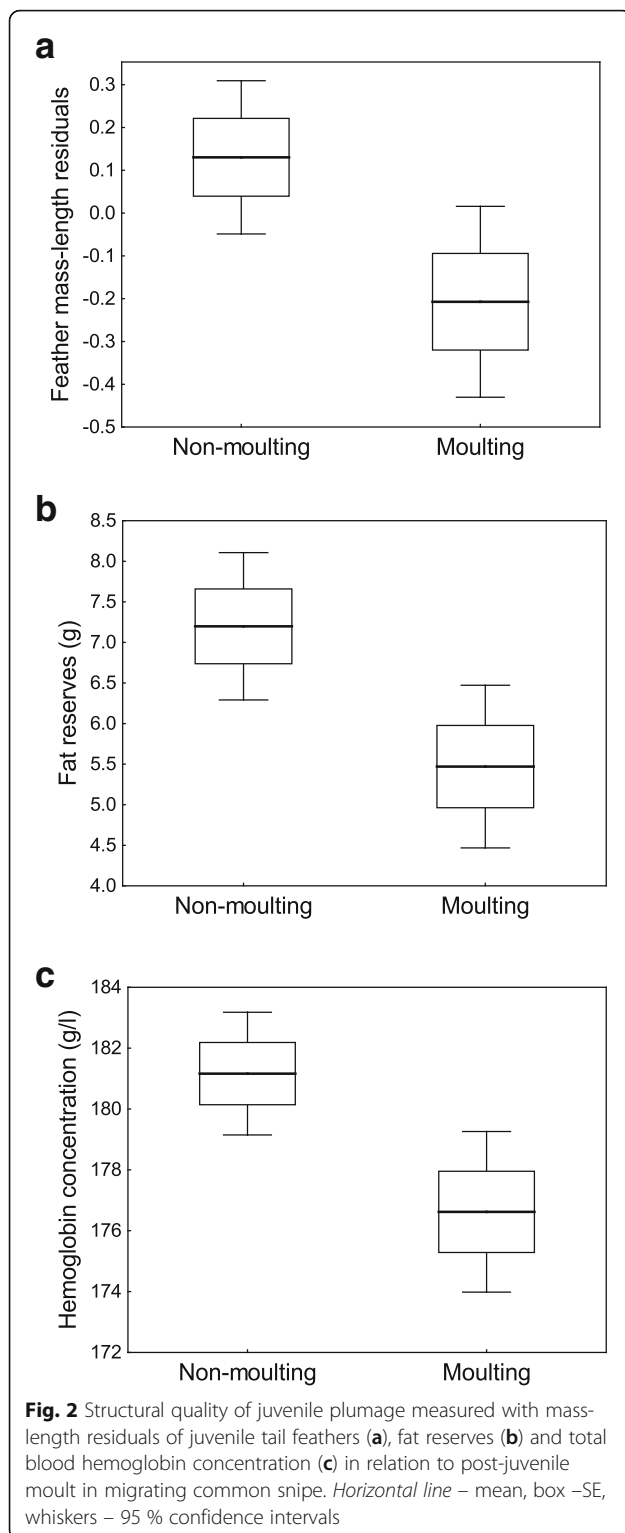 a
Feather mass-length residuals
0.3
0.2
0.1
0.0
-0.1
-0.2
-0.3
-0.4
-0.5
Non-moulting Moulting
b
Fat reserves (g)
8.5
8.0
7.5
7.0
6.5
6.0
5.5
5.0
4.5
4.0
Non-moulting Moulting
c
Hemoglobin concentration (g/l)
184
182
180
178
176
174
172
Non-moulting Moulting
Fig. 2 Structural quality of juvenile plumage measured with mass-
length residuals of juvenile tail feathers (a), fat reserves (b) and total
blood hemoglobin concentration (c) in relation to post-juvenile
moult in migrating common snipe. Horizontal line – mean, box –SE,
whiskers – 95 % confidence intervals